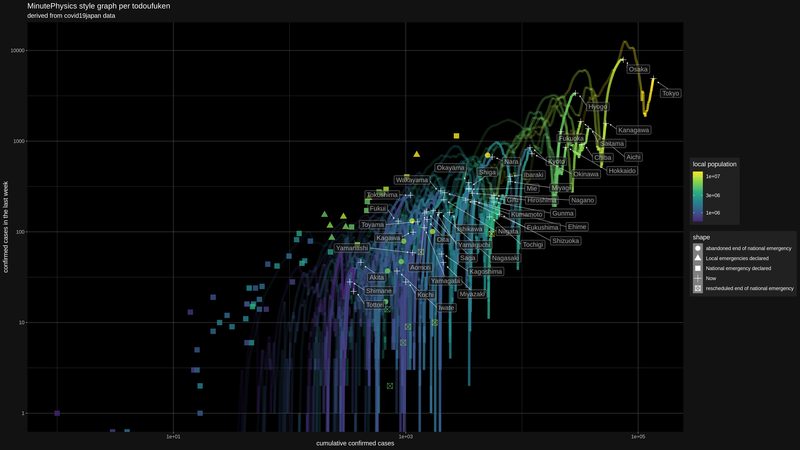 MinutePhysics style graph per todoufuken
derived from covid19japan data
10000
Osaka
Tokyo
Hyogo
Kanagawa
1000
Fukuoka
Saitama
Okayama
Nara
Kyoto
Chiba
Aichi
Shiga
Ibaraki
Okinawa
Hokkaido
Wakayama
Mie
Miyagi
Tokushima
Gifu
Hiroshima
Nagano
Fukui
Kumamoto
Gunma
Toyama
Ishikawa
Niigata
Fukushima
Ehime
100
Kagawa
Oita
Yamaguchi
Tochigi
Shizuoka
Yamanashi
Saga
Nagasaki
Aomori
Kagoshima
Akita
Yamagata
Shimane
Kochi
Miyazaki
Tottori
Iwate
10
1
1e+01
1e+03
1e+05
cumulative confirmed cases
confirmed cases in the last week
local population
1e+07
3e+06
1e+06
shape
abandoned end of national emergency
Local emergencies declared
National emergency declared
Now
rescheduled end of national emergency